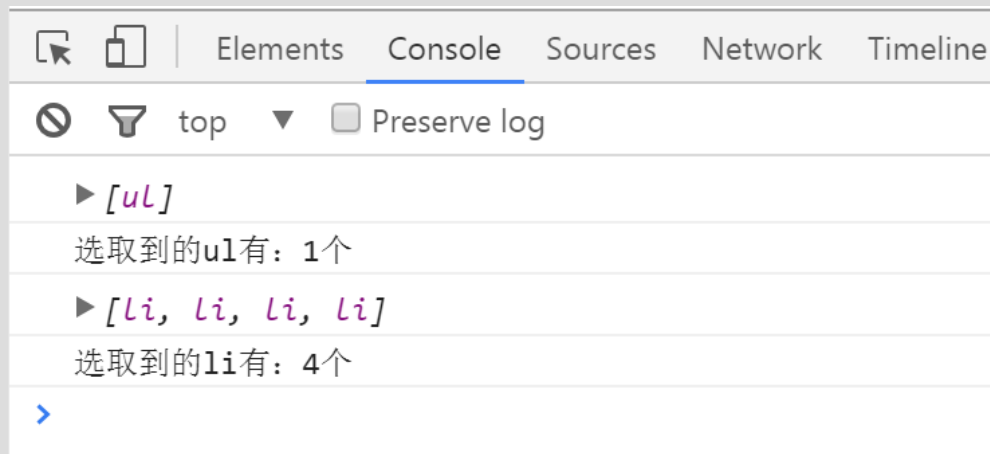 Elements Console Sources Network Timeline
top Preserve log
[ul]
选取到的ul有：1个
[li, li, li, li]
选取到的li有：4个